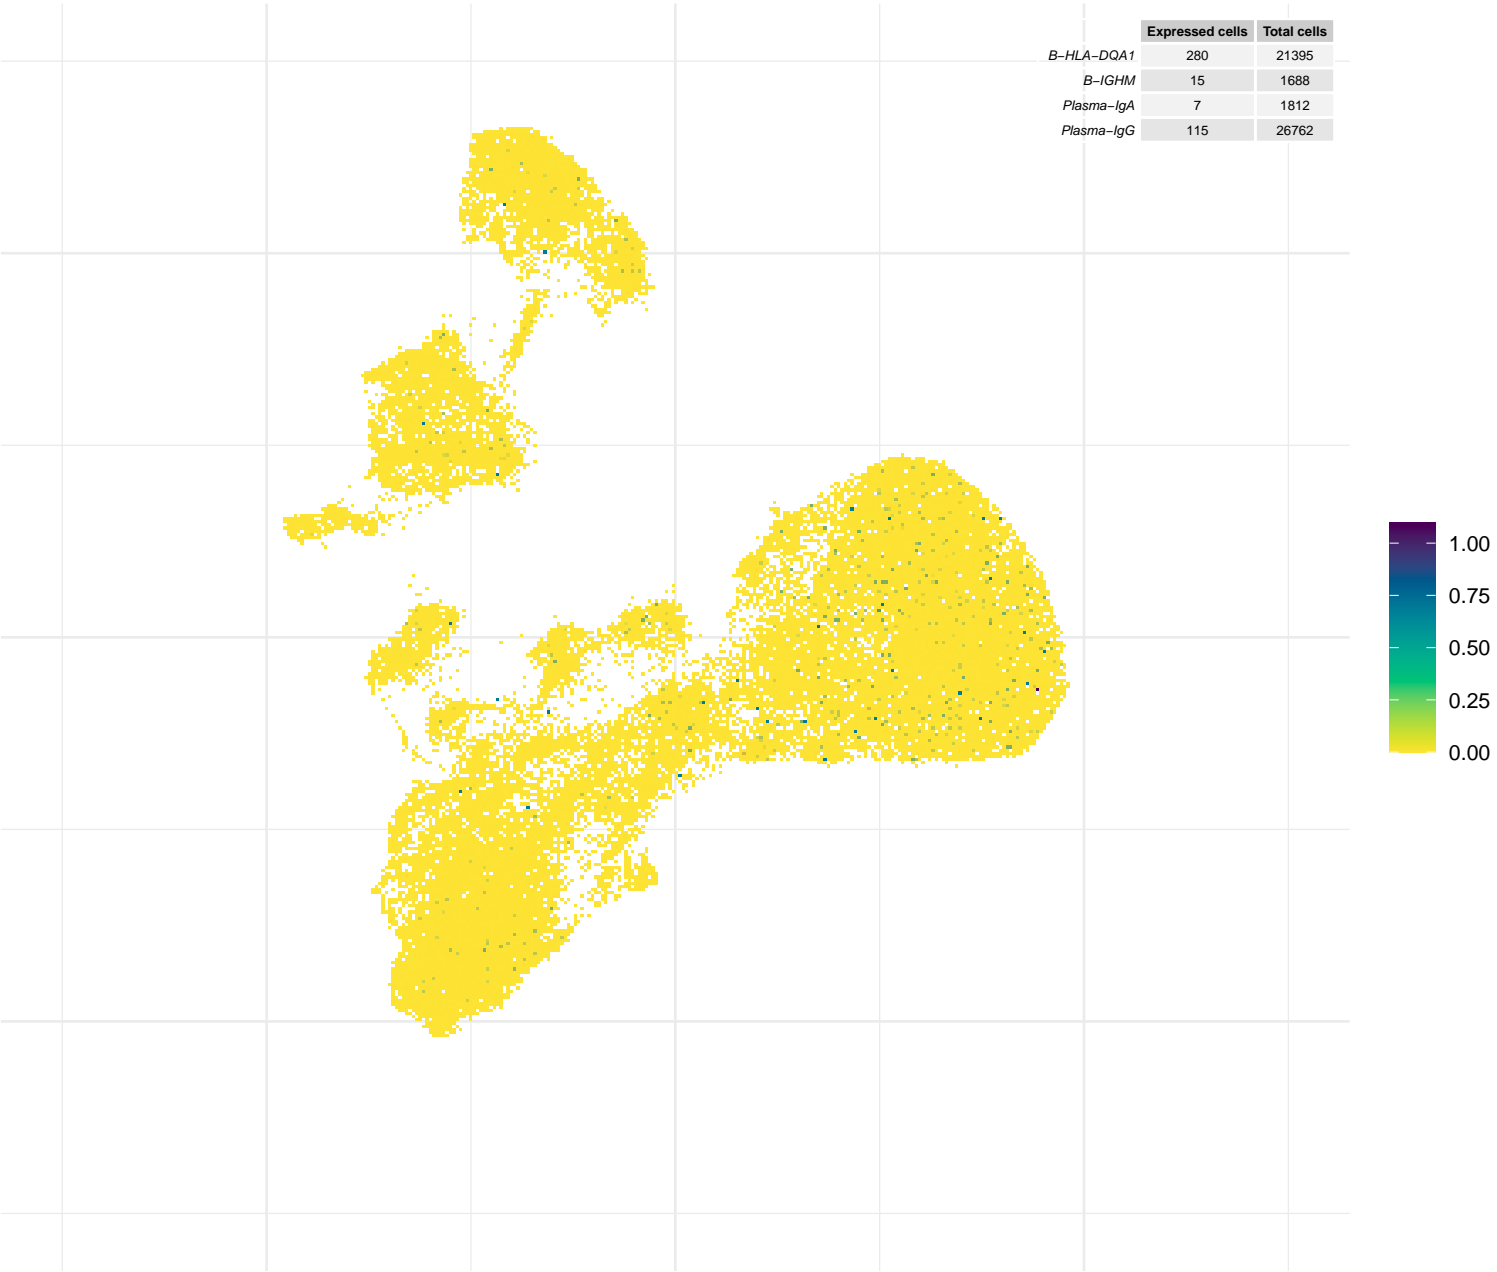 Expressed cells Total cells
B−HLA−DQA1 280 21395
B−IGHM 15 1688
Plasma−IgA 7 1812
Plasma−IgG 115 26762
1.00
0.75
0.50
0.25
0.00